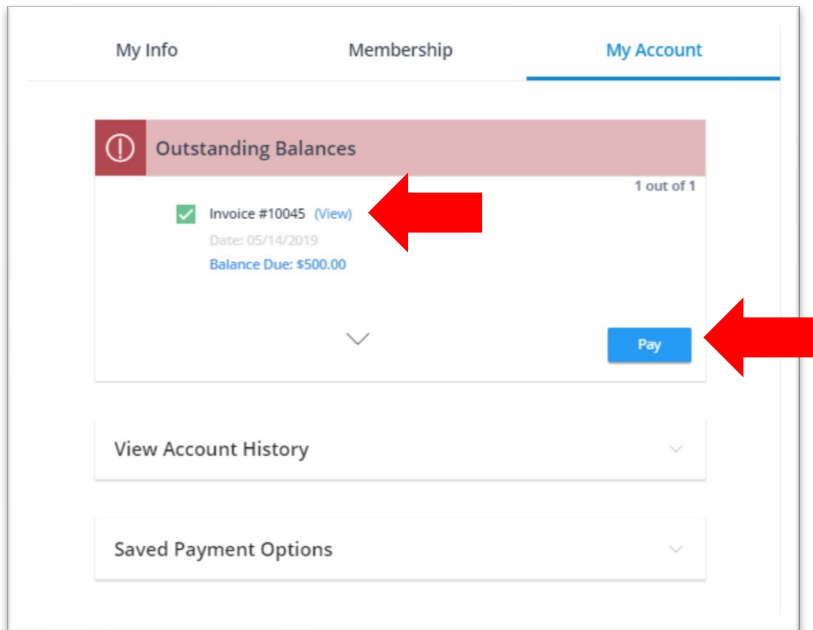 My Info Membership My Account
Outstanding Balances
1 out of 1
Invoice #10045 (View)
Date: 05/14/2019
Balance Due: $500.00
Pay
View Account History
Saved Payment Options